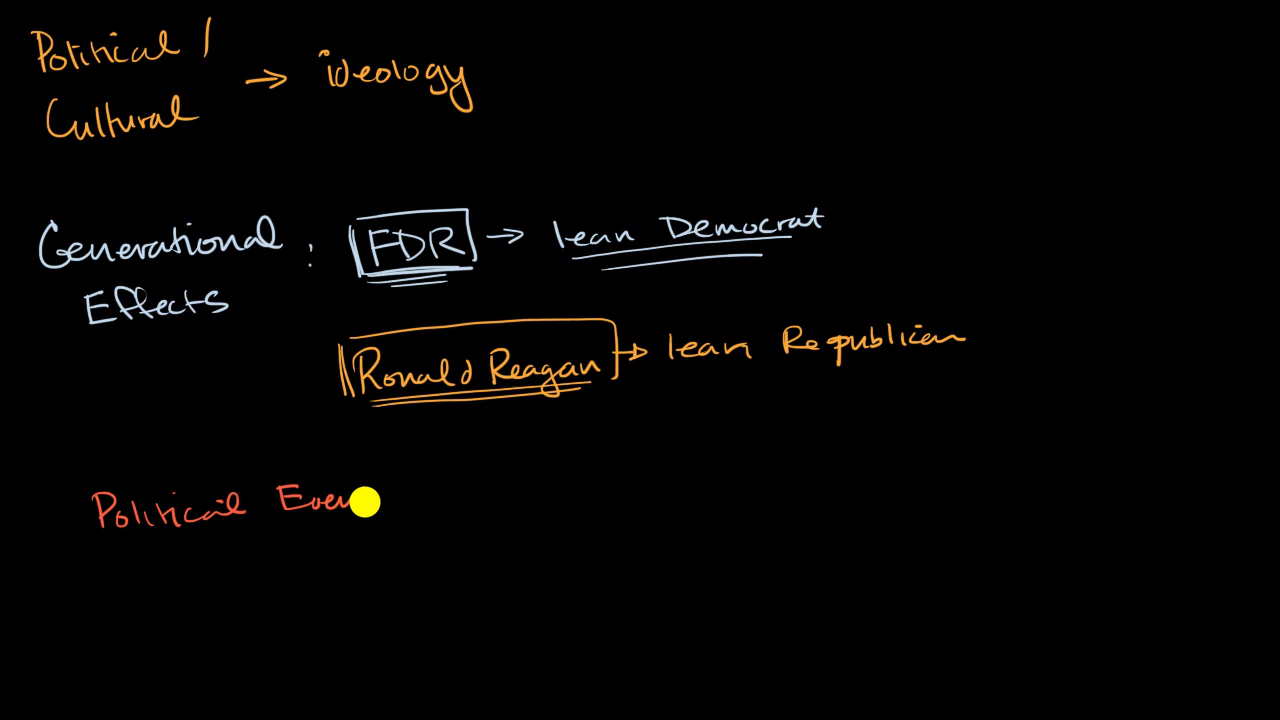 Political /
Cultural → ideology
Generational : FDR → lean Democrat
Effects
Ronald Reagan → lean Republican
Political Even